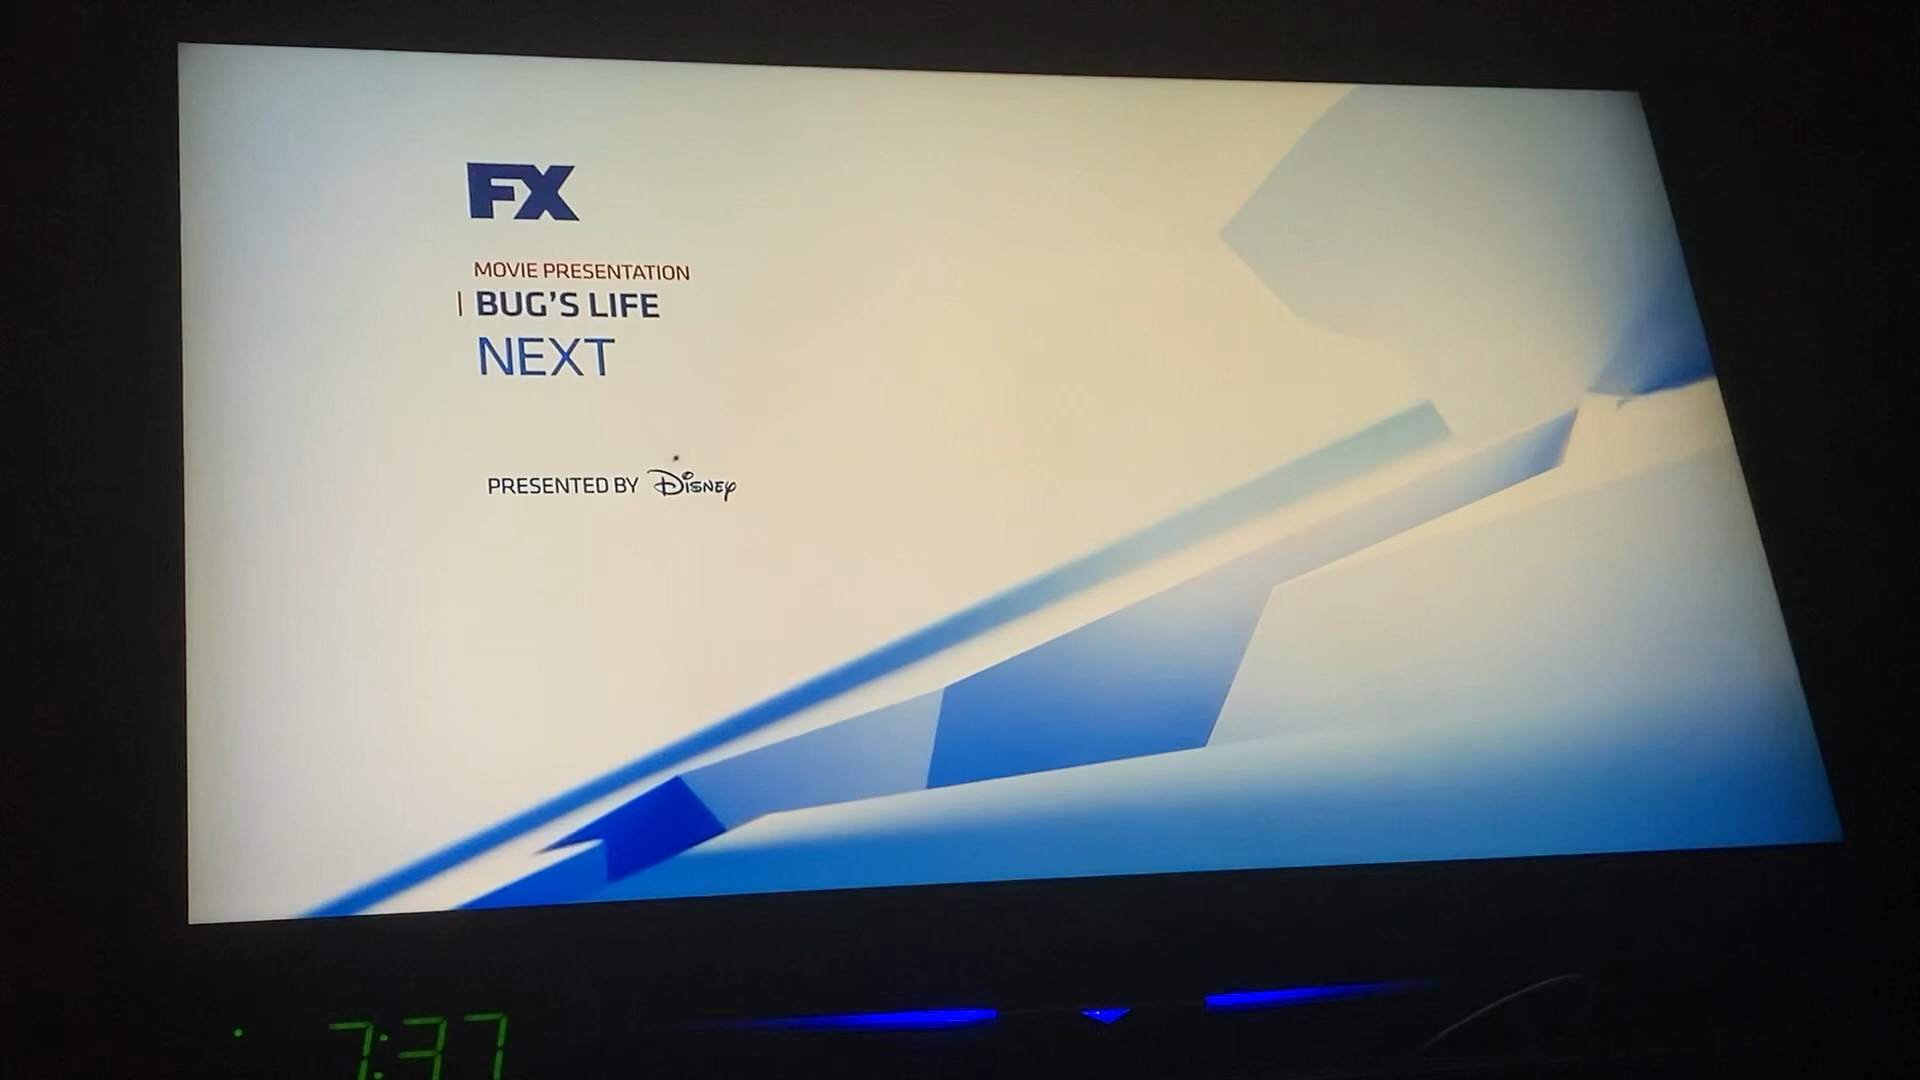 FX
MOVIE PRESENTATION
BUG'S LIFE
NEXT
PRESENTED BY Disney
7:37